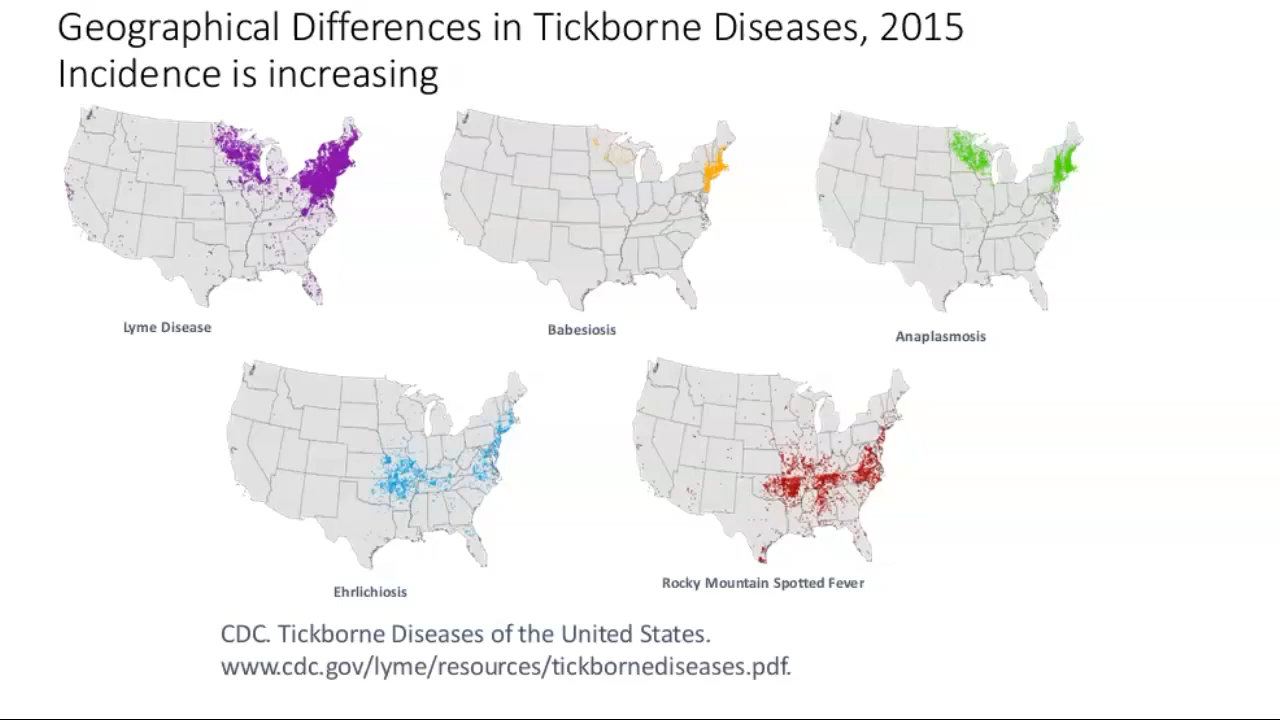 Geographical Differences in Tickborne Diseases, 2015
Incidence is increasing
Lyme Disease
Babesiosis
Anaplasmosis
Ehrlichiosis
Rocky Mountain Spotted Fever
CDC. Tickborne Diseases of the United States.
www.cdc.gov/lyme/resources/tickbornediseases.pdf.